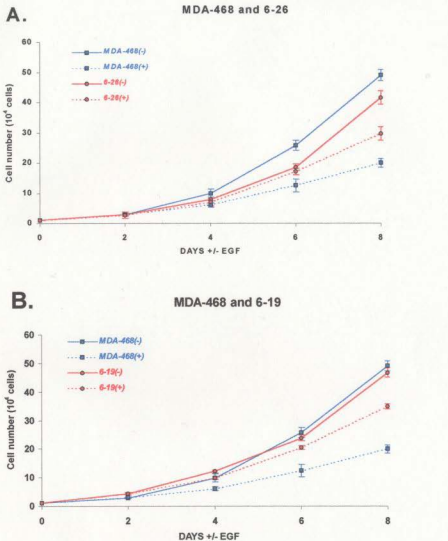 A.
MDA-468 and 6-26
60
50
40
30
20
10
0
Cell number (10⁴ cells)
MDA-468(-)
MDA-468(+)
6-26(-)
6-26(+)
0 2 4 6 8
DAYS +/- EGF
B.
MDA-468 and 6-19
60
50
40
30
20
10
0
Cell number (10⁴ cells)
MDA-468(-)
MDA-468(+)
6-19(-)
6-19(+)
0 2 4 6 8
DAYS +/- EGF